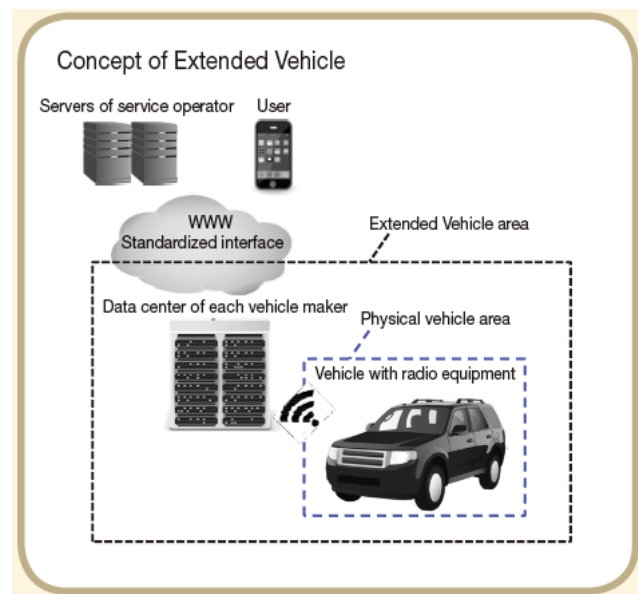 Concept of Extended Vehicle
Servers of service operator
User
WWW
Standardized interface
Extended Vehicle area
Data center of each vehicle maker
Physical vehicle area
Vehicle with radio equipment